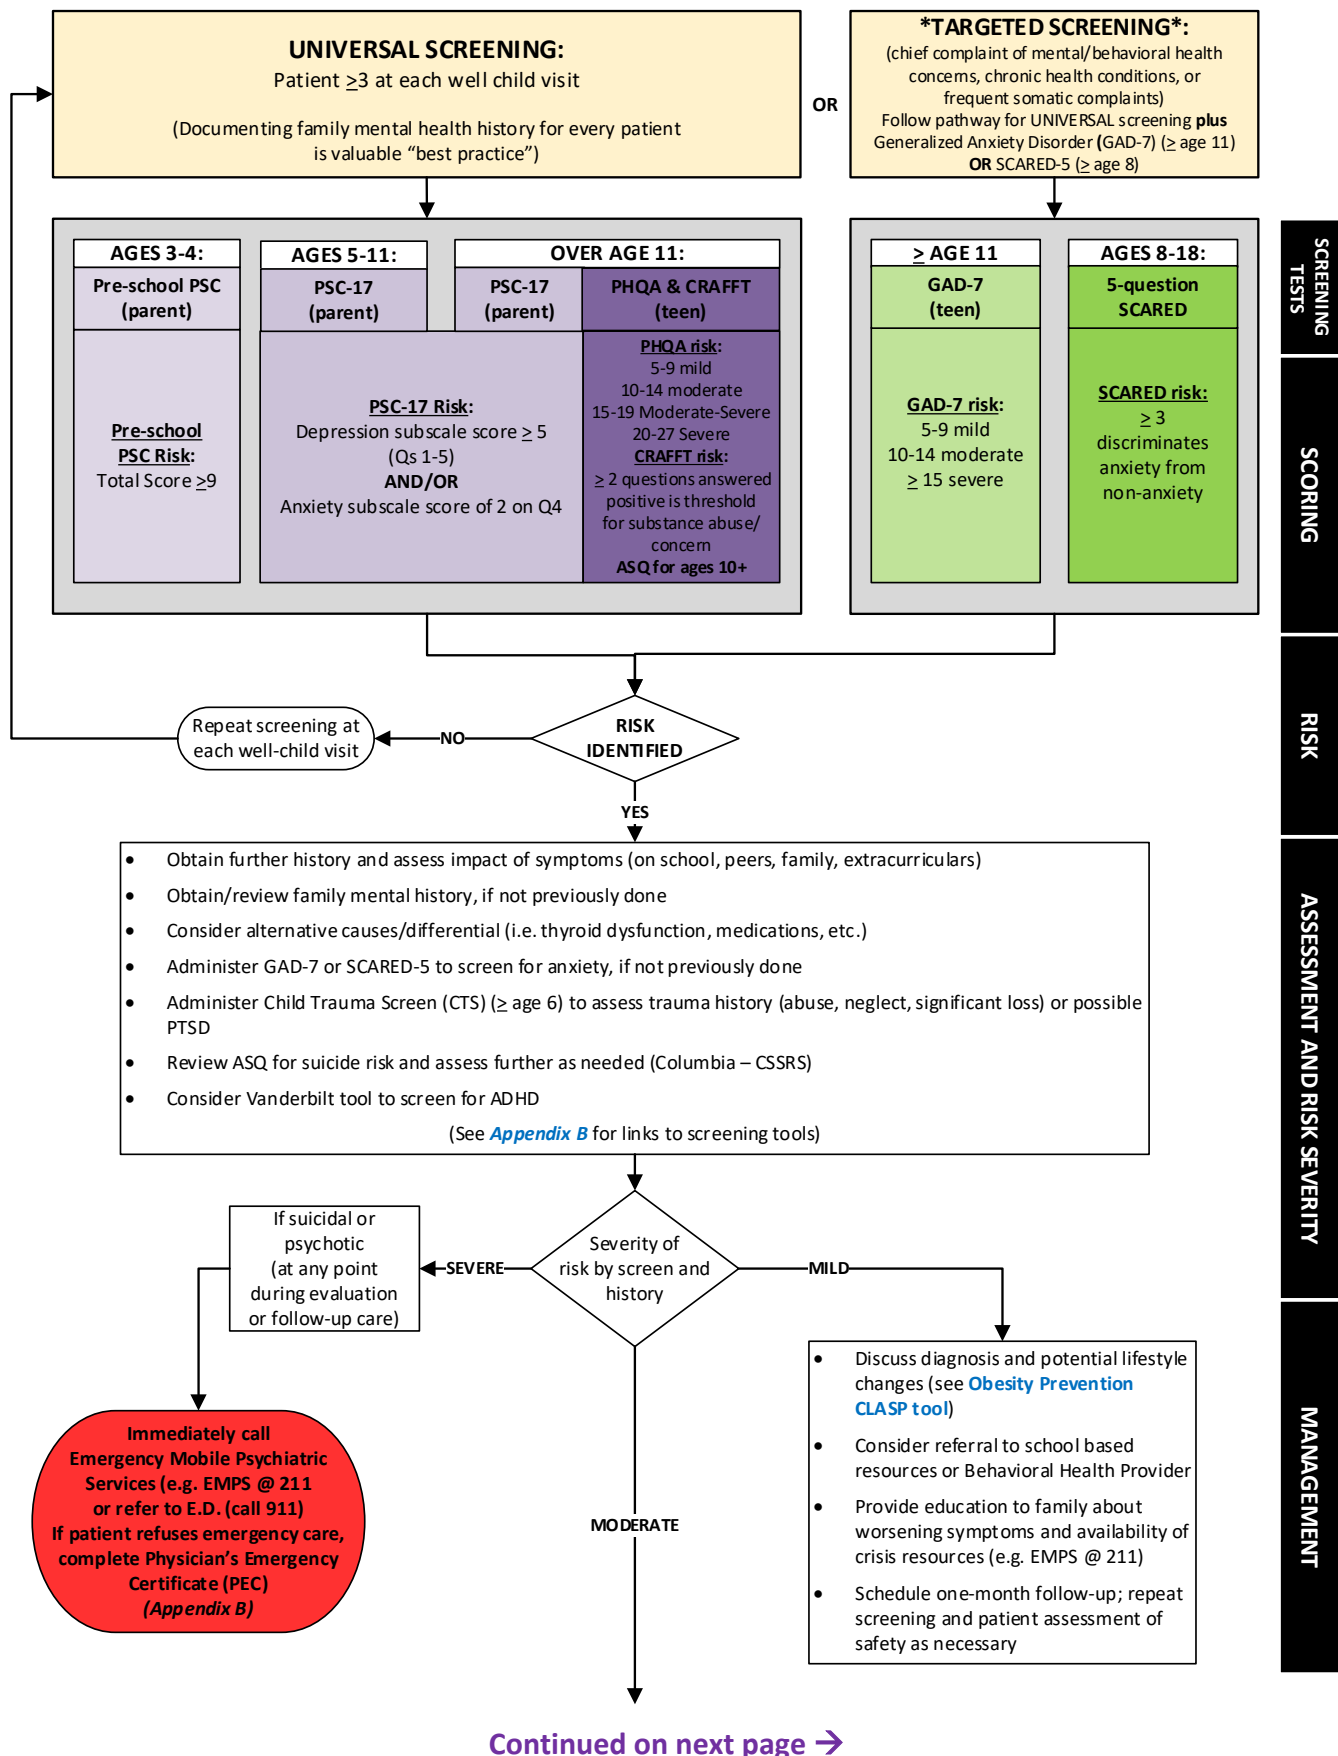 UNIVERSAL SCREENING:
Patient ≥3 at each well child visit
(Documenting family mental health history for every patient
is valuable “best practice”)
OR
*TARGETED SCREENING*:
(chief complaint of mental/behavioral health
concerns, chronic health conditions, or
frequent somatic complaints)
Follow pathway for UNIVERSAL screening plus
Generalized Anxiety Disorder (GAD-7) (≥ age 11)
OR SCARED-5 (≥ age 8)
AGES 3-4:
Pre-school PSC
(parent)
Pre-school
PSC Risk:
Total Score ≥9
AGES 5-11:
PSC-17
(parent)
OVER AGE 11:
PSC-17
(parent)
PSC-17 Risk:
Depression subscale score ≥ 5
(Qs 1-5)
AND/OR
Anxiety subscale score of 2 on Q4
PHQA & CRAFFT
(teen)
PHQA risk:
5-9 mild
10-14 moderate
15-19 Moderate-Severe
20-27 Severe
CRAFFT risk:
≥ 2 questions answered
positive is threshold
for substance abuse/
concern
ASQ for ages 10+
≥ AGE 11
GAD-7
(teen)
GAD-7 risk:
5-9 mild
10-14 moderate
≥ 15 severe
AGES 8-18:
5-question
SCARED
SCARED risk:
≥ 3
discriminates
anxiety from
non-anxiety
SCREENING
TESTS
SCORING
RISK
IDENTIFIED
NO
Repeat screening at
each well-child visit
YES
RISK
• Obtain further history and assess impact of symptoms (on school, peers, family, extracurriculars)
• Obtain/review family mental history, if not previously done
• Consider alternative causes/differential (i.e. thyroid dysfunction, medications, etc.)
• Administer GAD-7 or SCARED-5 to screen for anxiety, if not previously done
• Administer Child Trauma Screen (CTS) (≥ age 6) to assess trauma history (abuse, neglect, significant loss) or possible
PTSD
• Review ASQ for suicide risk and assess further as needed (Columbia – CSSRS)
• Consider Vanderbilt tool to screen for ADHD
(See Appendix B for links to screening tools)
Severity of
risk by screen and
history
SEVERE
If suicidal or
psychotic
(at any point
during evaluation
or follow-up care)
MILD
ASSESSMENT AND RISK SEVERITY
Immediately call
Emergency Mobile Psychiatric
Services (e.g. EMPS @ 211
or refer to E.D. (call 911)
If patient refuses emergency care,
complete Physician’s Emergency
Certificate (PEC)
(Appendix B)
MODERATE
• Discuss diagnosis and potential lifestyle
changes (see Obesity Prevention
CLASP tool)
• Consider referral to school based
resources or Behavioral Health Provider
• Provide education to family about
worsening symptoms and availability of
crisis resources (e.g. EMPS @ 211)
• Schedule one-month follow-up; repeat
screening and patient assessment of
safety as necessary
MANAGEMENT
Continued on next page →